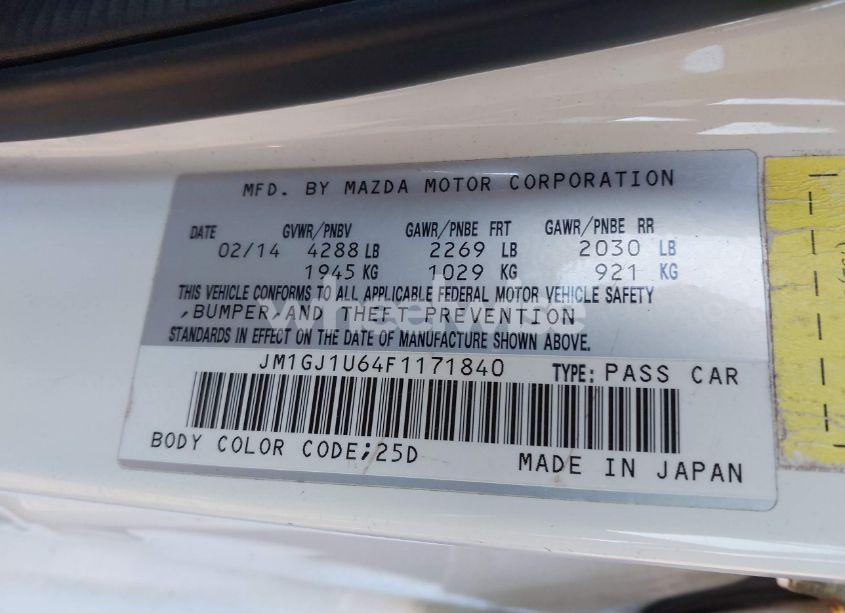 MFD. BY MAZDA MOTOR CORPORATION
DATE GVWR/PNBV GAWR/PNBE FRT GAWR/PNBE RR
02/14 4288 LB 2269 LB 2030 LB
1945 KG 1029 KG 921 KG
THIS VEHICLE CONFORMS TO ALL APPLICABLE FEDERAL MOTOR VEHICLE SAFETY
,BUMPER,AND THEFT PREVENTION
STANDARDS IN EFFECT ON THE DATE OF MANUFACTURE SHOWN ABOVE.
JM1GJ1U64F1171840 TYPE: PASS CAR
BODY COLOR CODE;25D MADE IN JAPAN
wheelwise